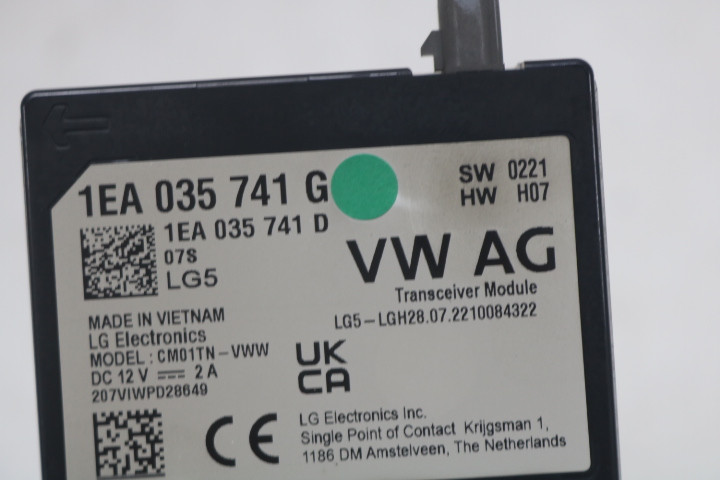 1EA 035 741 G
SW 0221
HW H07
1EA 035 741 D
07S
LG5
VW AG
Transceiver Module
LG5-LGH28.07.2210084322
MADE IN VIETNAM
LG Electronics
MODEL : CM01TN-VWW
DC 12 V ⎓ 2 A
207VIWPD28649
UK
CA
CE
LG Electronics Inc.
Single Point of Contact Krijgsman 1,
1186 DM Amstelveen, The Netherlands